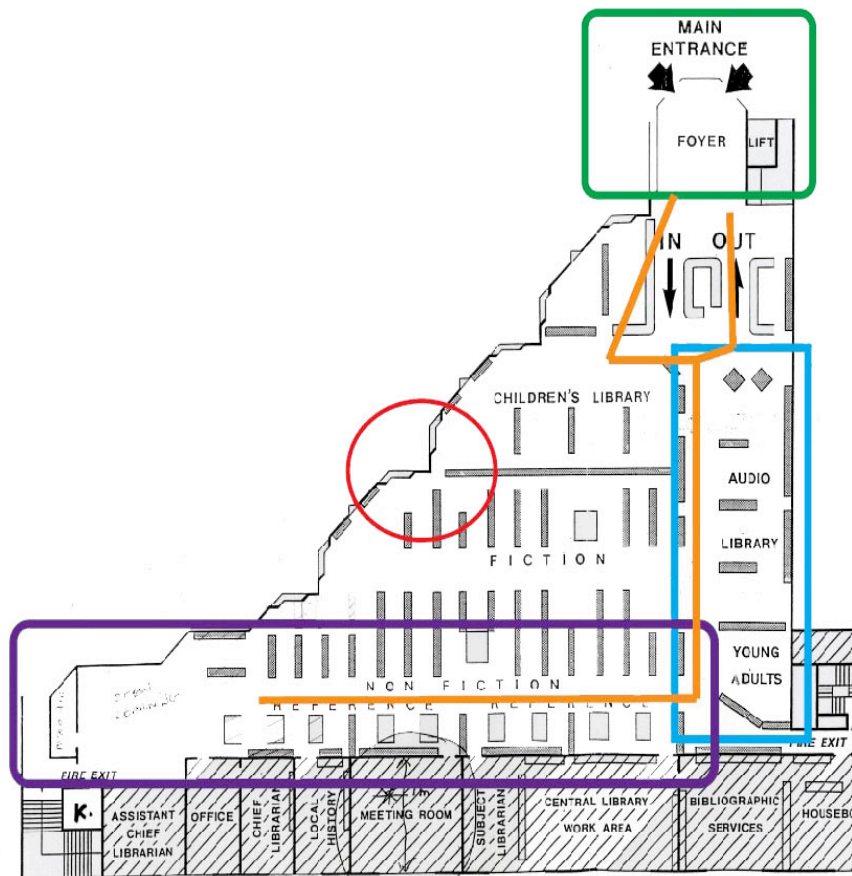 MAIN
ENTRANCE
FOYER
LIFT
IN OUT
CHILDREN'S LIBRARY
AUDIO
LIBRARY
FICTION
YOUNG
ADULTS
NON FICTION
REFERENCE REFERENCE
FIRE EXIT
FIRE EXIT
K.
ASSISTANT
CHIEF
LIBRARIAN
OFFICE
CHIEF
LIBRARIAN
LOCAL
HISTORY
MEETING ROOM
SUBJECT
LIBRARIAN
CENTRAL LIBRARY
WORK AREA
BIBLIOGRAPHIC
SERVICES
HOUSEBO